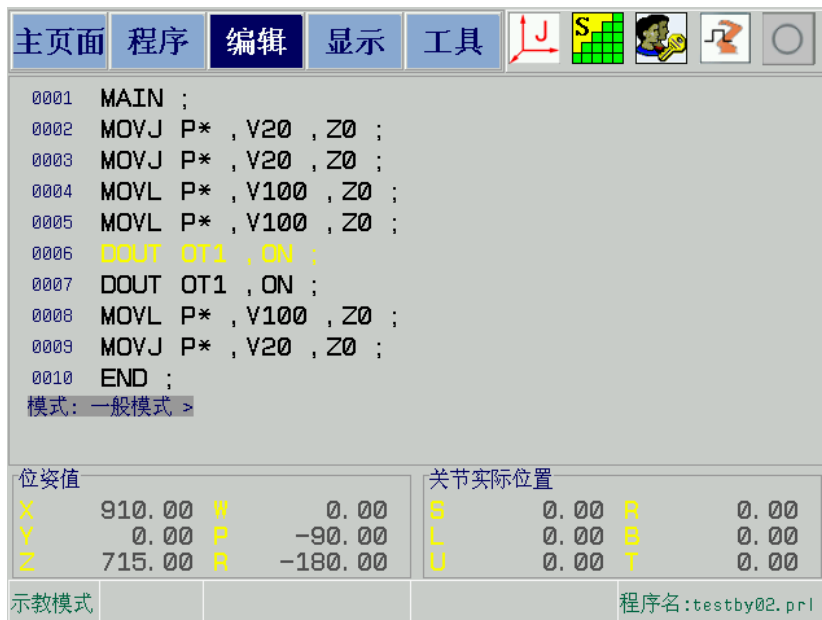 主页面 程序 编辑 显示 工具 J S
0001 MAIN ;
0002 MOVJ P* ,V20 ,Z0 ;
0003 MOVJ P* ,V20 ,Z0 ;
0004 MOVL P* ,V100 ,Z0 ;
0005 MOVL P* ,V100 ,Z0 ;
0006 DOUT OT1 ,ON ;
0007 DOUT OT1 ,ON ;
0008 MOVL P* ,V100 ,Z0 ;
0009 MOVJ P* ,V20 ,Z0 ;
0010 END ;
模式: 一般模式 >
位姿值 关节实际位置
X 910.00 W 0.00 S 0.00 R 0.00
Y 0.00 P -90.00 L 0.00 B 0.00
Z 715.00 R -180.00 U 0.00 T 0.00
示教模式 程序名:testby02.prl